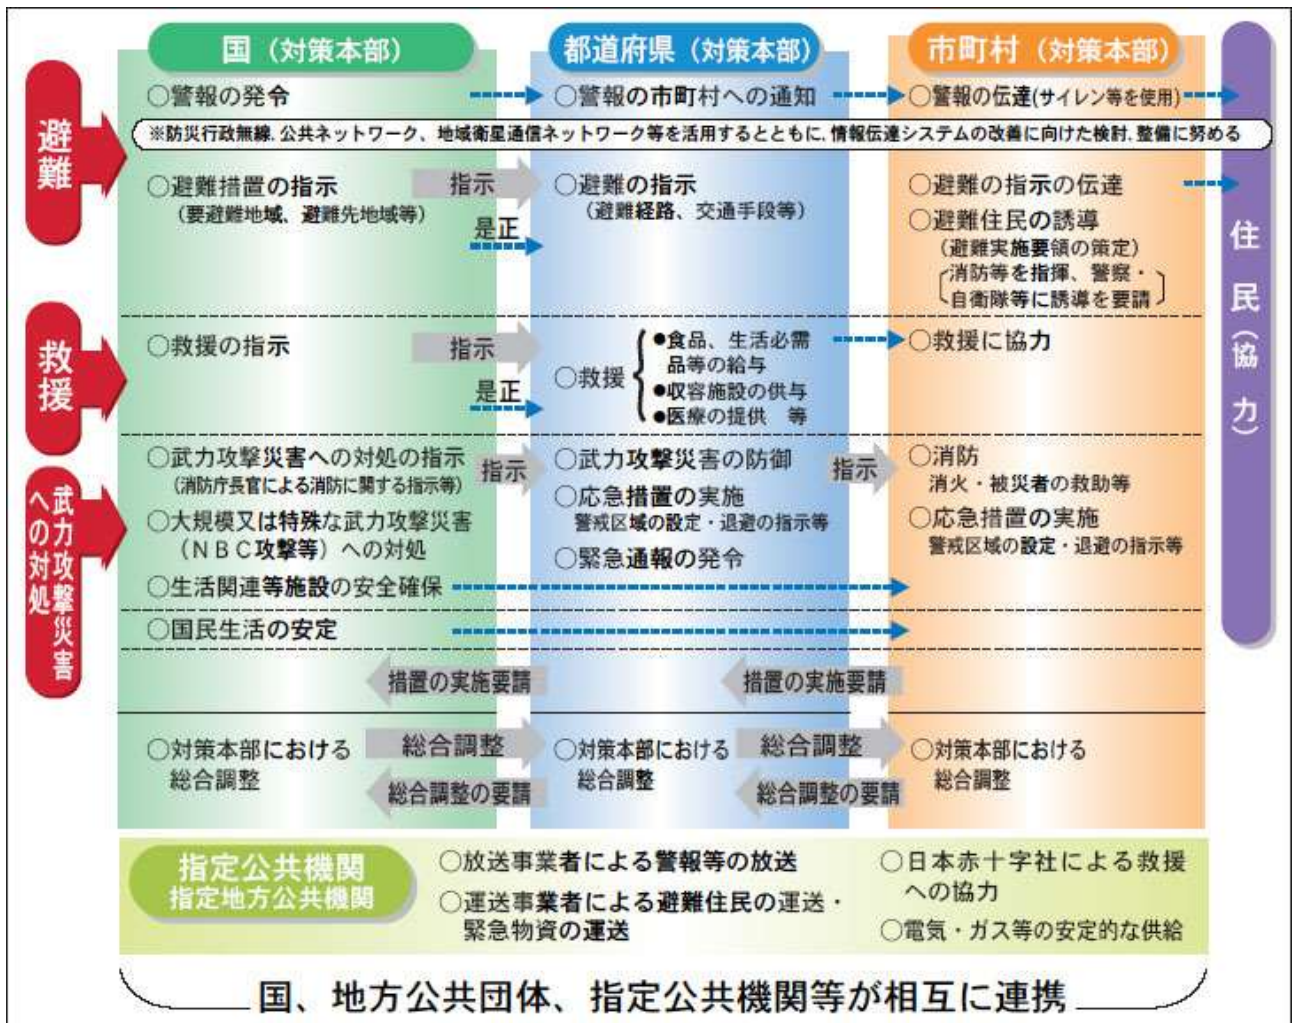 国（対策本部）
都道府県（対策本部）
市町村（対策本部）
避難
○警報の発令
○警報の市町村への通知
○警報の伝達(サイレン等を使用)
※防災行政無線．公共ネットワーク、地域衛星通信ネットワーク等を活用するとともに．情報伝達システムの改善に向けた検討．整備に努める
○避難措置の指示
（要避難地域、避難先地域等）
指示
是正
○避難の指示
（避難経路、交通手段等）
○避難の指示の伝達
○避難住民の誘導
（避難実施要領の策定）
消防等を指揮、警察・
自衛隊等に誘導を要請
救援
○救援の指示
指示
是正
○救援
●食品、生活必需
品等の給与
●収容施設の供与
●医療の提供　等
○救援に協力
武力攻撃災害
への対処
○武力攻撃災害への対処の指示
（消防庁長官による消防に関する指示等）
○大規模又は特殊な武力攻撃災害
（ＮＢＣ攻撃等）への対処
○生活関連等施設の安全確保
指示
○武力攻撃災害の防御
○応急措置の実施
警戒区域の設定・退避の指示等
○緊急通報の発令
指示
○消防
消火・被災者の救助等
○応急措置の実施
警戒区域の設定・退避の指示等
○国民生活の安定
措置の実施要請
措置の実施要請
○対策本部における
総合調整
総合調整
総合調整の要請
○対策本部における
総合調整
総合調整
総合調整の要請
○対策本部における
総合調整
住民（協力）
指定公共機関
指定地方公共機関
○放送事業者による警報等の放送
○運送事業者による避難住民の運送・
緊急物資の運送
○日本赤十字社による救援
への協力
○電気・ガス等の安定的な供給
国、地方公共団体、指定公共機関等が相互に連携